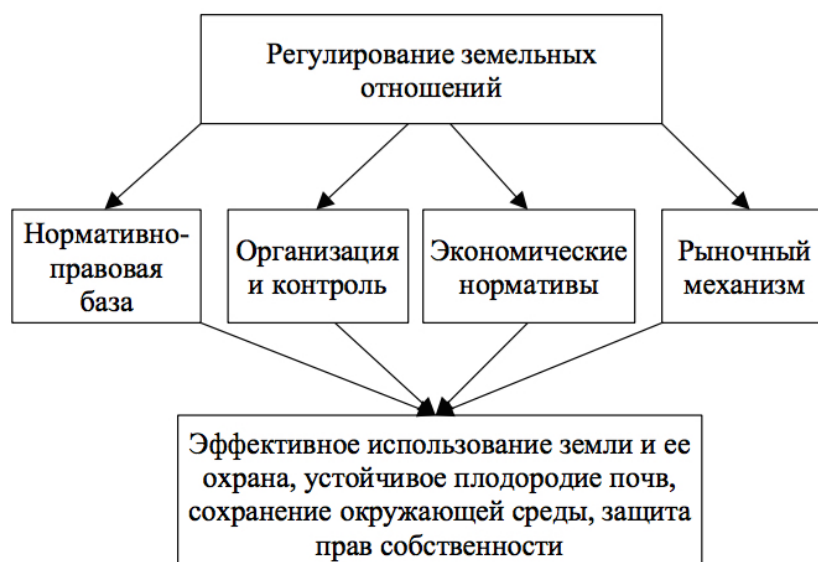 Регулирование земельных
отношений
Нормативно-
правовая
база
Организация
и контроль
Экономические
нормативы
Рыночный
механизм
Эффективное использование земли и ее
охрана, устойчивое плодородие почв,
сохранение окружающей среды, защита
прав собственности